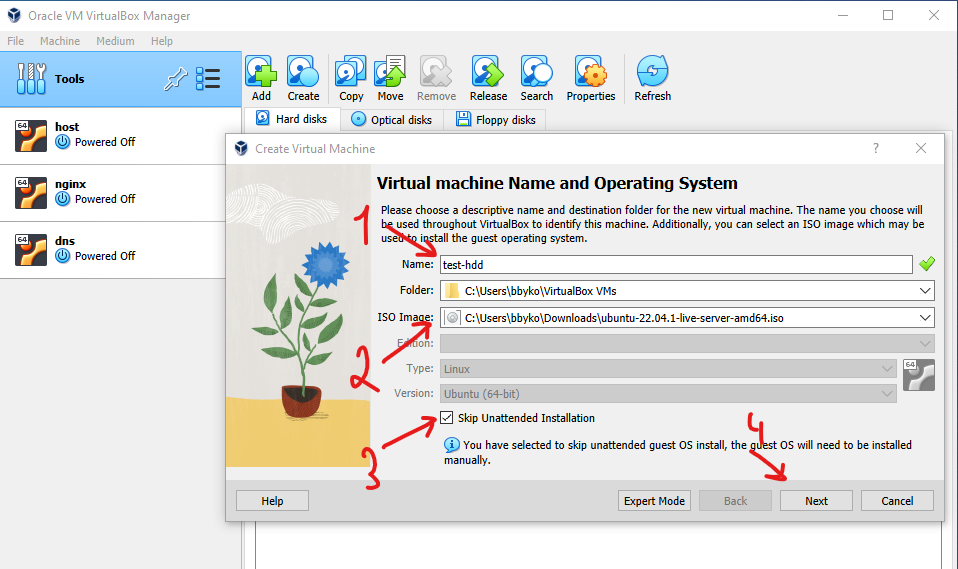 Oracle VM VirtualBox Manager
File Machine Medium Help
Tools
Add Create Copy Move Remove Release Search Properties Refresh
Hard disks Optical disks Floppy disks
64 host
Powered Off
64 nginx
Powered Off
64 dns
Powered Off
Create Virtual Machine ?
Virtual machine Name and Operating System
Please choose a descriptive name and destination folder for the new virtual machine. The name you choose will
be used throughout VirtualBox to identify this machine. Additionally, you can select an ISO image which may be
used to install the guest operating system.
1
Name: test-hdd
Folder: C:\Users\bbyko\VirtualBox VMs
ISO Image: C:\Users\bbyko\Downloads\ubuntu-22.04.1-live-server-amd64.iso
2
Edition:
Type: Linux 64
Version: Ubuntu (64-bit)
Skip Unattended Installation
3
4
You have selected to skip unattended guest OS install, the guest OS will need to be installed
manually.
Help Expert Mode Back Next Cancel